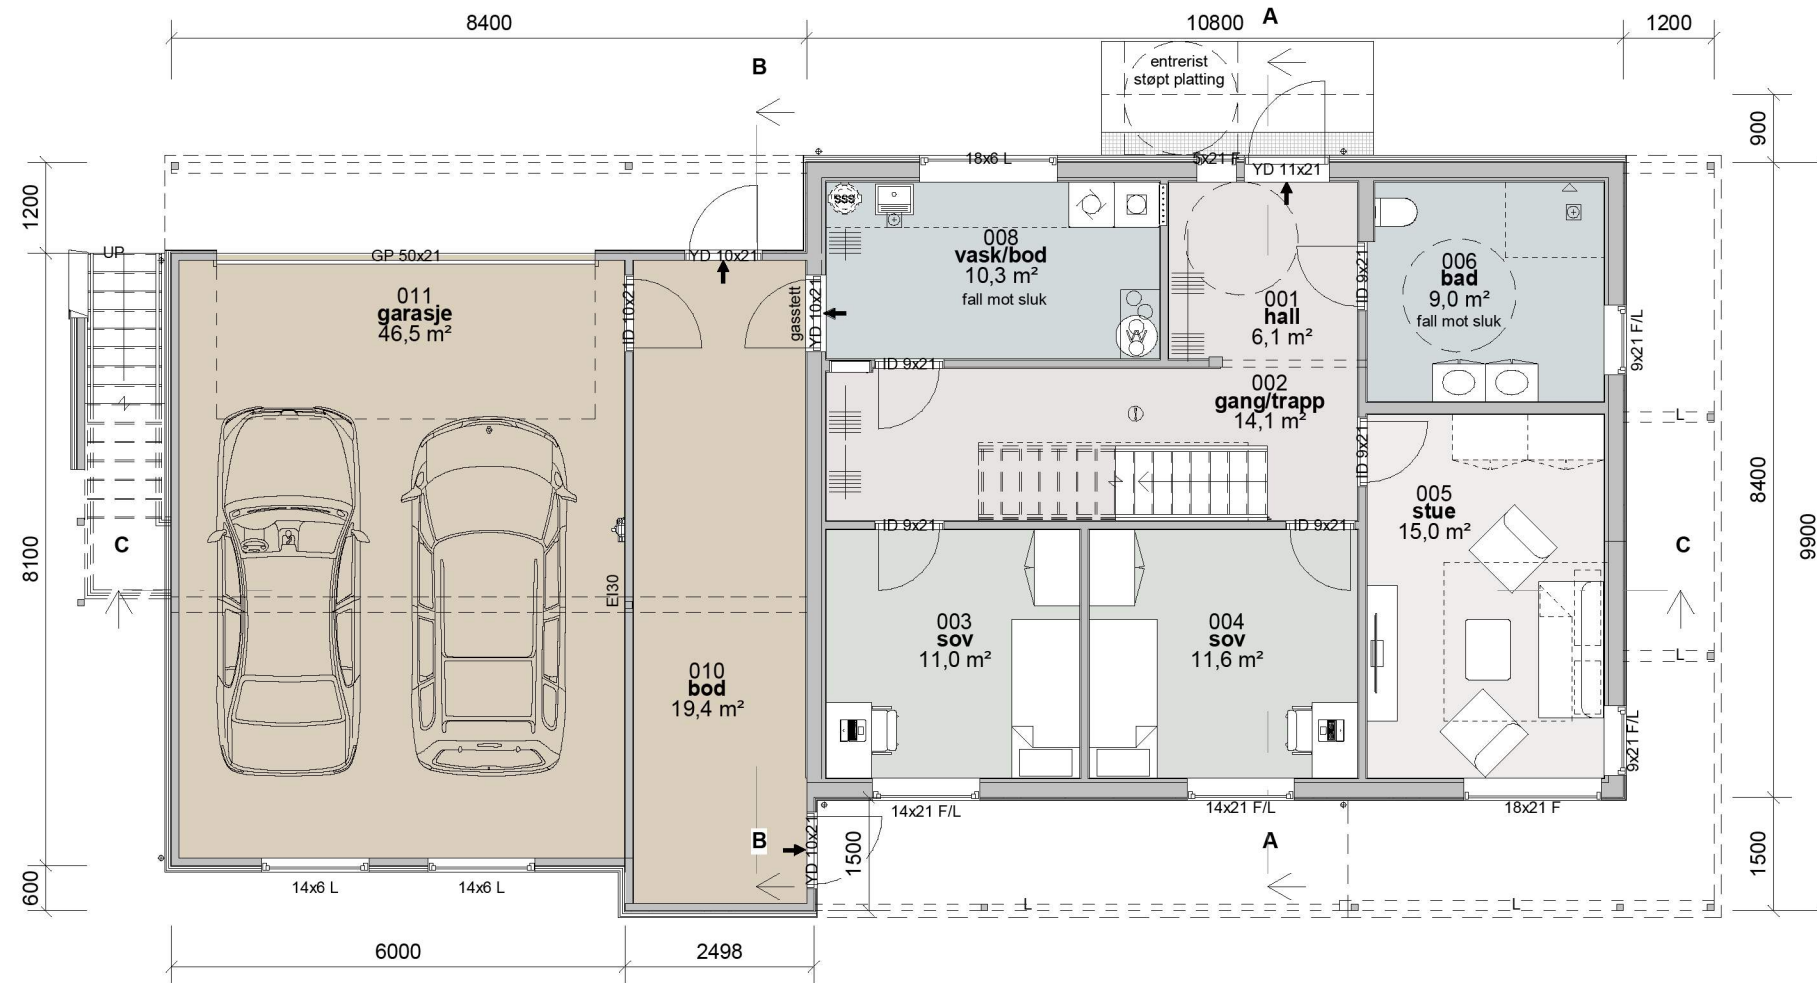 8400
10800
A
1200
B
entrerist
støpt platting
900
1200
18x6 L
5x21 F
YD 11x21
UP
GP 50x21
YD 10x21
008
vask/bod
10,3 m²
fall mot sluk
006
bad
9,0 m²
fall mot sluk
ID 9x21
011
garasje
46,5 m²
ID 10x21
gasstett
YD 10x21
001
hall
6,1 m²
9x21 F/L
ID 9x21
002
gang/trapp
14,1 m²
L
ID 9x21
005
stue
15,0 m²
8400
9900
8100
C
ID 9x21
ID 9x21
C
EI30
003
sov
11,0 m²
004
sov
11,6 m²
L
010
bod
19,4 m²
9x21 F/L
14x21 F/L
14x21 F/L
18x21 F
B
YD 10x21
1500
A
1500
600
14x6 L
14x6 L
L
L
6000
2498